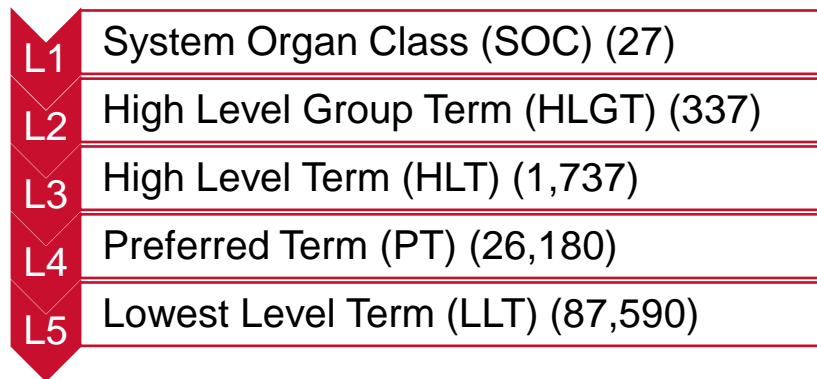 L1 System Organ Class (SOC) (27)
L2 High Level Group Term (HLGT) (337)
L3 High Level Term (HLT) (1,737)
L4 Preferred Term (PT) (26,180)
L5 Lowest Level Term (LLT) (87,590)